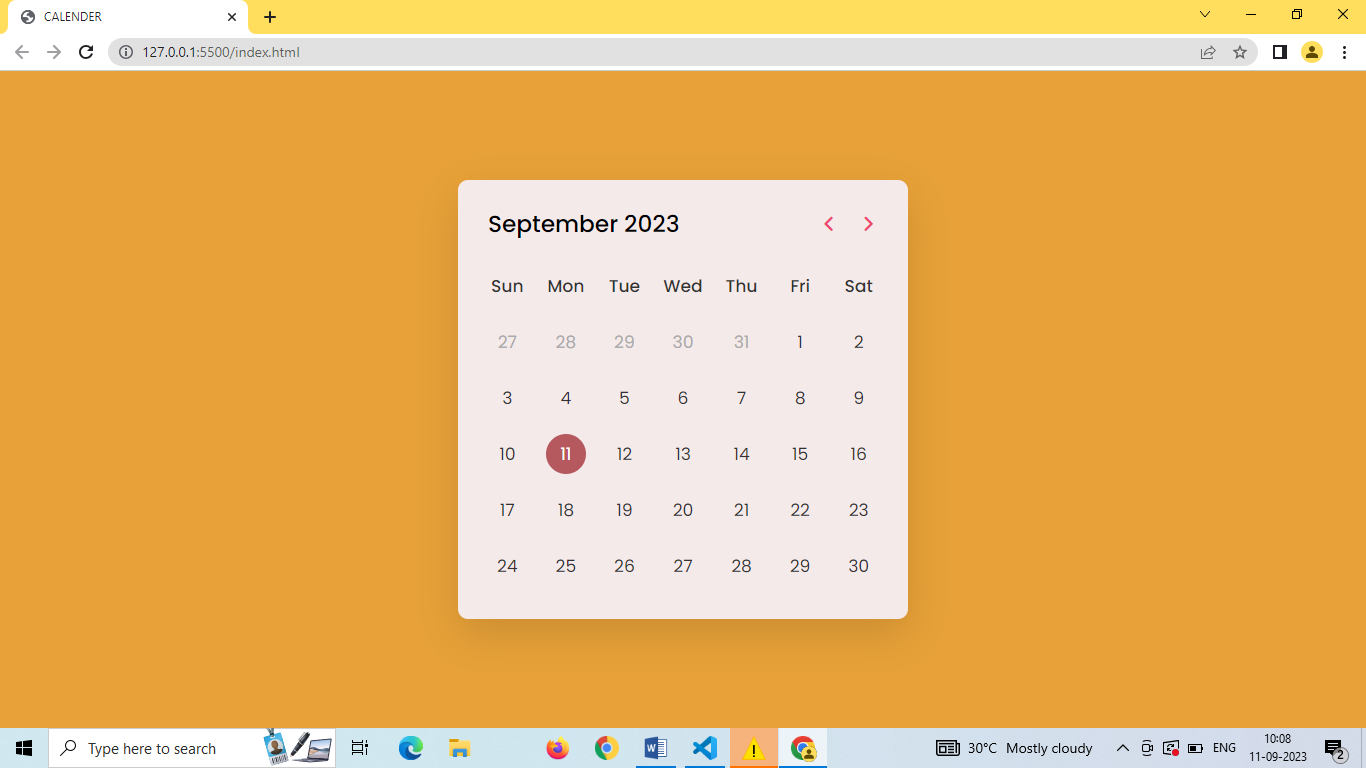 CALENDER
127.0.0.1:5500/index.html
September 2023
Sun Mon Tue Wed Thu Fri Sat
27 28 29 30 31 1 2
3 4 5 6 7 8 9
10 11 12 13 14 15 16
17 18 19 20 21 22 23
24 25 26 27 28 29 30
Type here to search
30°C Mostly cloudy
ENG
10:08
11-09-2023
2